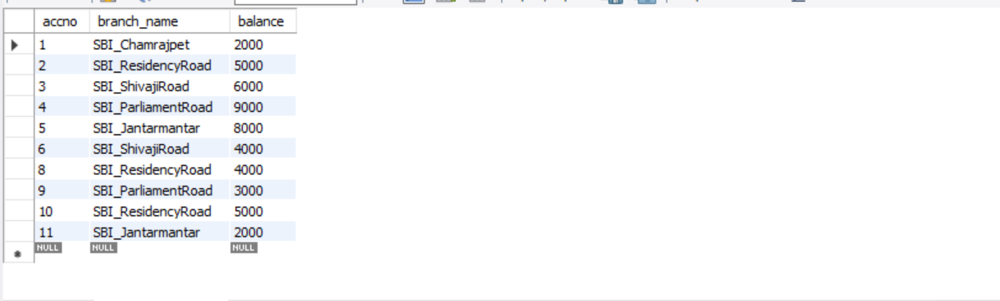 accno branch_name balance
1 SBI_Chamrajpet 2000
2 SBI_ResidencyRoad 5000
3 SBI_ShivajiRoad 6000
4 SBI_ParliamentRoad 9000
5 SBI_Jantarmantar 8000
6 SBI_ShivajiRoad 4000
8 SBI_ResidencyRoad 4000
9 SBI_ParliamentRoad 3000
10 SBI_ResidencyRoad 5000
11 SBI_Jantarmantar 2000
NULL NULL NULL